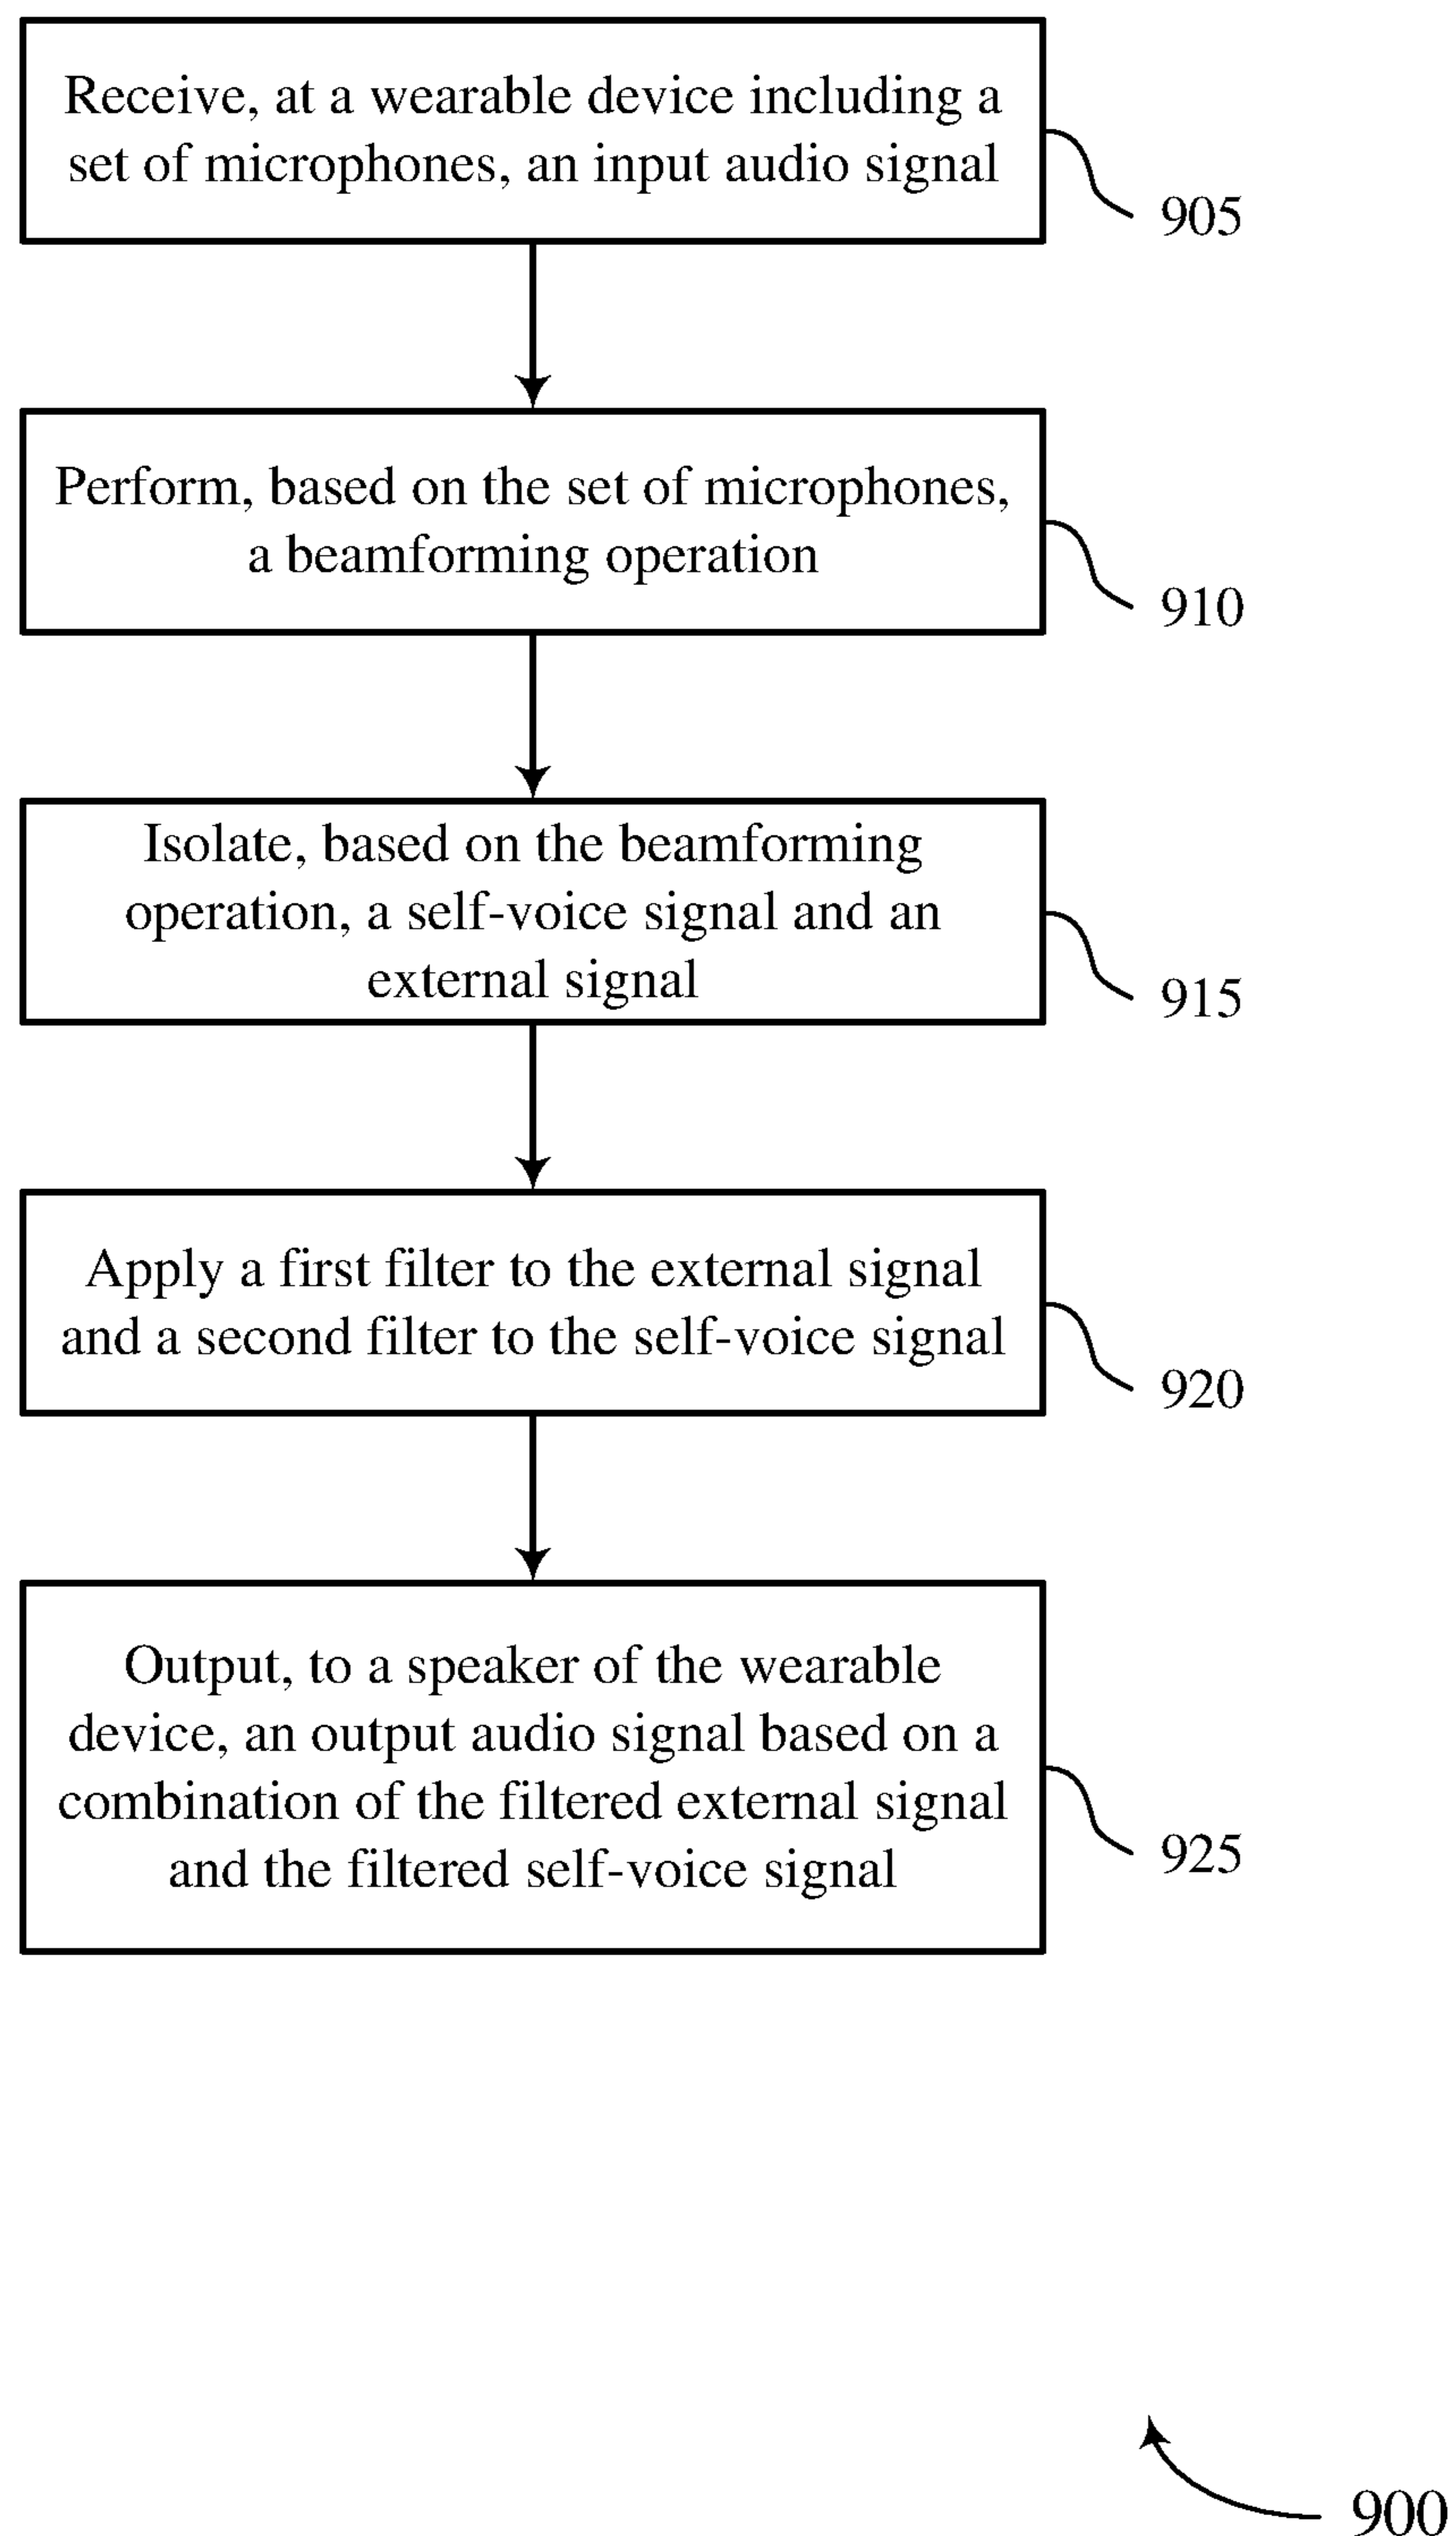 Receive, at a wearable device including a
set of microphones, an input audio signal
905
Perform, based on the set of microphones,
a beamforming operation
910
Isolate, based on the beamforming
operation, a self-voice signal and an
external signal
915
Apply a first filter to the external signal
and a second filter to the self-voice signal
920
Output, to a speaker of the wearable
device, an output audio signal based on a
combination of the filtered external signal
and the filtered self-voice signal
925
900